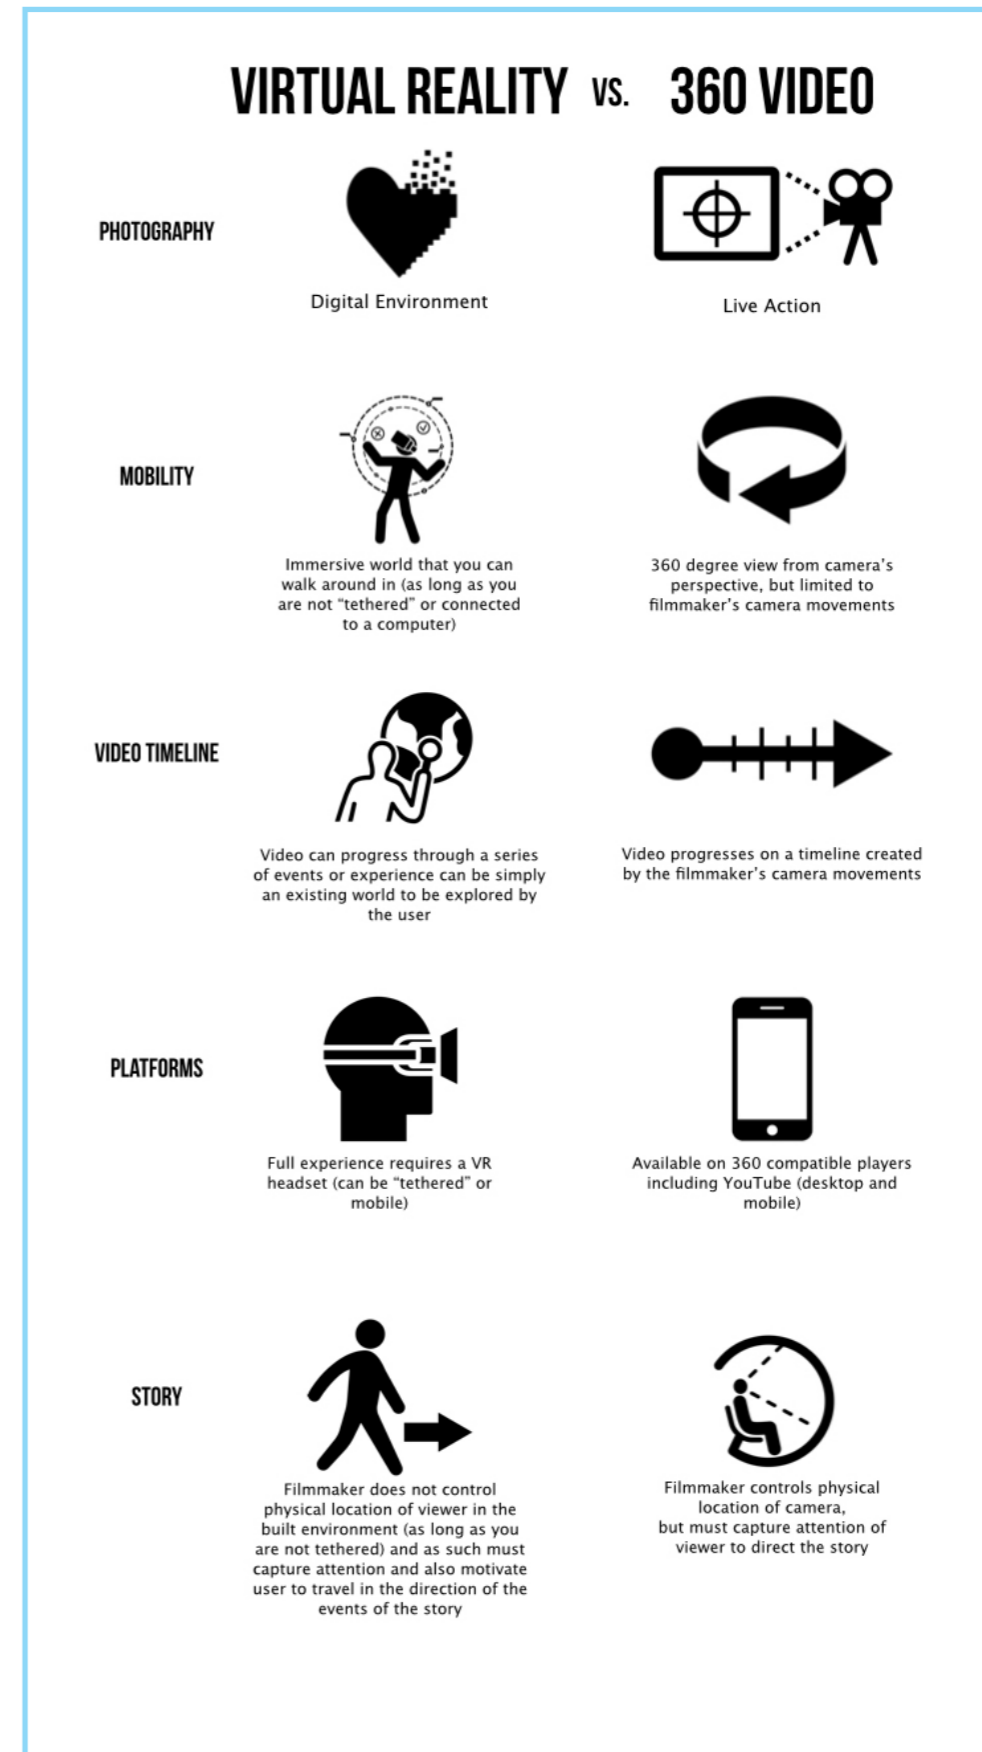 VIRTUAL REALITY VS. 360 VIDEO
PHOTOGRAPHY
Digital Environment
Live Action
MOBILITY
Immersive world that you can
walk around in (as long as you
are not “tethered” or connected
to a computer)
360 degree view from camera’s
perspective, but limited to
filmmaker’s camera movements
VIDEO TIMELINE
Video can progress through a series
of events or experience can be simply
an existing world to be explored by
the user
Video progresses on a timeline created
by the filmmaker’s camera movements
PLATFORMS
Full experience requires a VR
headset (can be “tethered” or
mobile)
Available on 360 compatible players
including YouTube (desktop and
mobile)
STORY
Filmmaker does not control
physical location of viewer in the
built environment (as long as you
are not tethered) and as such must
capture attention and also motivate
user to travel in the direction of the
events of the story
Filmmaker controls physical
location of camera,
but must capture attention of
viewer to direct the story